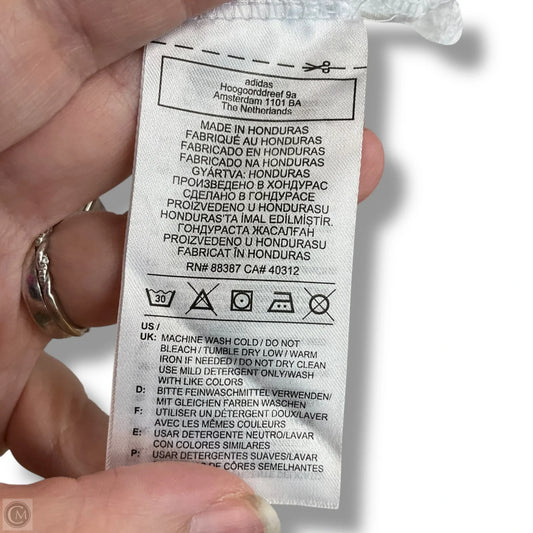 adidas
Hoogoorddreef 9a
Amsterdam 1101 BA
The Netherlands
MADE IN HONDURAS
FABRIQUÉ AU HONDURAS
FABRICADO EN HONDURAS
FABRICADO NA HONDURAS
GYÁRTVA: HONDURAS
ПРОИЗВЕДЕНО В ХОНДУРАС
СДЕЛАНО В ГОНДУРАСЕ
PROIZVEDENO U HONDURASU
HONDURAS'TA İMAL EDİLMİŞTİR.
ГОНДУРАСТА ЖАСАЛҒАН
PROIZVEDENO U HONDURASU
FABRICAT ÎN HONDURAS
RN# 88387 CA# 40312
30
US /
UK: MACHINE WASH COLD / DO NOT
BLEACH / TUMBLE DRY LOW / WARM
IRON IF NEEDED / DO NOT DRY CLEAN
USE MILD DETERGENT ONLY/WASH
WITH LIKE COLORS
D: BITTE FEINWASCHMITTEL VERWENDEN/
MIT GLEICHEN FARBEN WASCHEN
F: UTILISER UN DÉTERGENT DOUX/LAVER
AVEC LES MÊMES COULEURS
E: USAR DETERGENTE NEUTRO/LAVAR
CON COLORES SIMILARES
P: USAR DETERGENTES SUAVES/LAVAR
DE CÔRES SEMELHANTES
CM